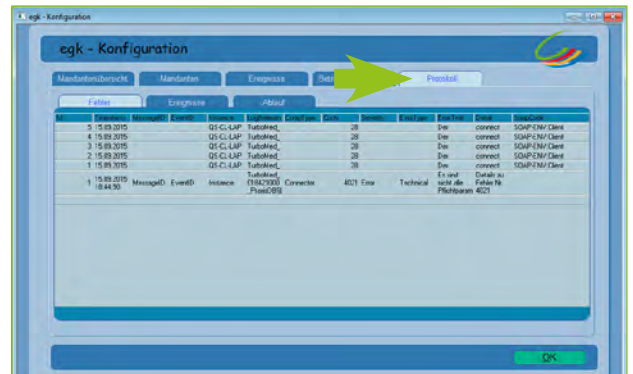 egk - Konfiguration
egk - Konfiguration
Mandantenübersicht Mandanten Ereignisse Protokoll
Fehler Ereignisse Ablauf
Id Timestamp MessageID EventID Instance LogDomain CompType Code Severity ErrorType ErrorText Detail SoapCode
5 15.09.2015 QS-CL-LAP TurboMed_ 28 Der connect SOAP-ENV:Client
4 15.09.2015 QS-CL-LAP TurboMed_ 28 Der connect SOAP-ENV:Client
3 15.09.2015 QS-CL-LAP TurboMed_ 28 Der connect SOAP-ENV:Client
2 15.09.2015 QS-CL-LAP TurboMed_ 28 Der connect SOAP-ENV:Client
1 15.09.2015 QS-CL-LAP TurboMed_ 28 Der connect SOAP-ENV:Client
1 15.09.2015 MessageID EventID Instance TurboMed_ Connector 4021 Error Technical Es sind nicht alle Pflichtparam Details zu Fehler Nr. 4021
OK